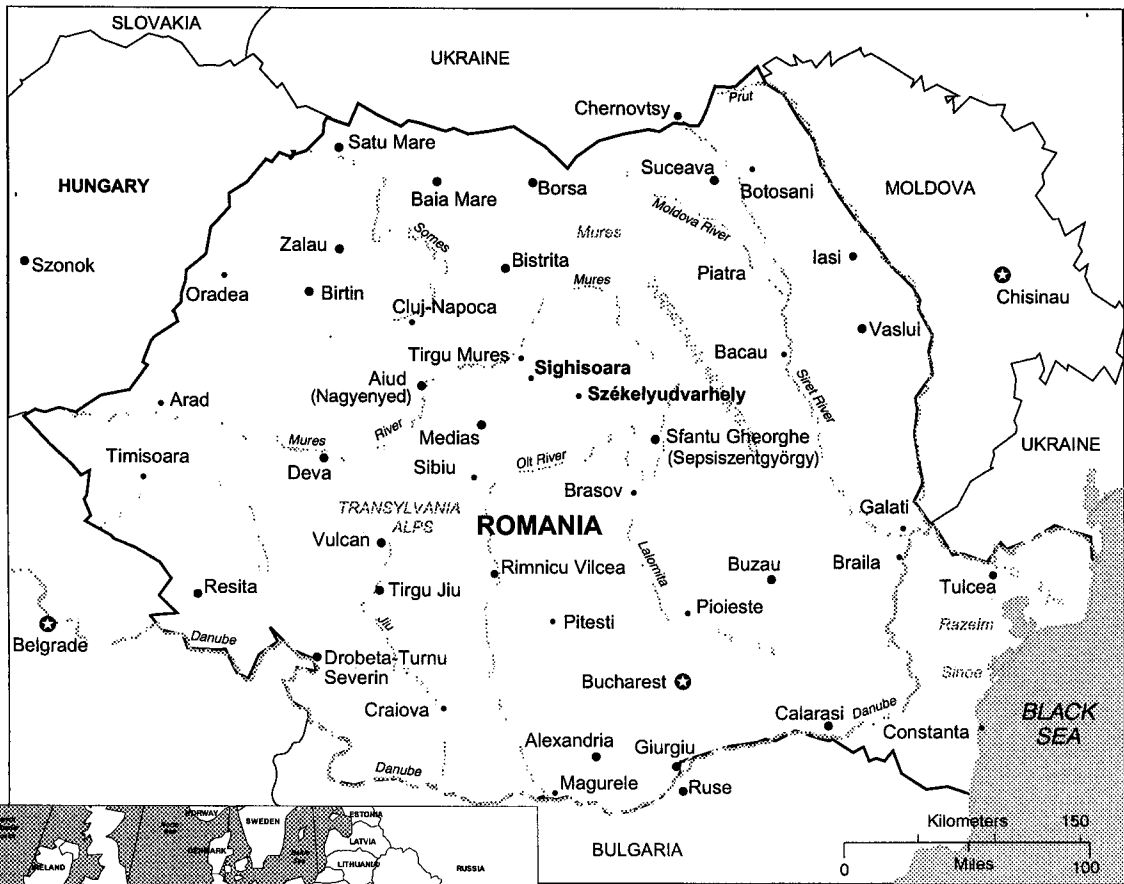 SLOVAKIA
UKRAINE
Chernovtsy
Prut
Satu Mare
HUNGARY
Baia Mare
Borsa
Suceava
Botosani
MOLDOVA
Somes
Mures
Moldova River
Zalau
Bistrita
Piatra
Iasi
Szonok
Oradea
Birtin
Mures
Chisinau
Cluj-Napoca
Vaslui
Tirgu Mures
Sighisoara
Bacau
Aiud
(Nagyenyed)
Székelyudvarhely
Siret River
Arad
River
Medias
Sfantu Gheorghe
(Sepsiszentgyörgy)
UKRAINE
Mures
Timisoara
Deva
Sibiu
Olt River
Brasov
TRANSYLVANIA
ALPS
ROMANIA
Galati
Vulcan
Lalomita
Rimnicu Vilcea
Buzau
Braila
Resita
Tirgu Jiu
Tulcea
Pioieste
Belgrade
Danube
Jiu
Pitesti
Razeim
Drobeta-Turnu
Severin
Bucharest
Sinoe
Craiova
Calarasi
Danube
Constanta
BLACK
SEA
Alexandria
Giurgiu
Danube
Magurele
Ruse
NORWAY
SWEDEN
ESTONIA
LATVIA
DENMARK
LITHUANIA
IRELAND
RUSSIA
BULGARIA
Kilometers 150
0 Miles 100